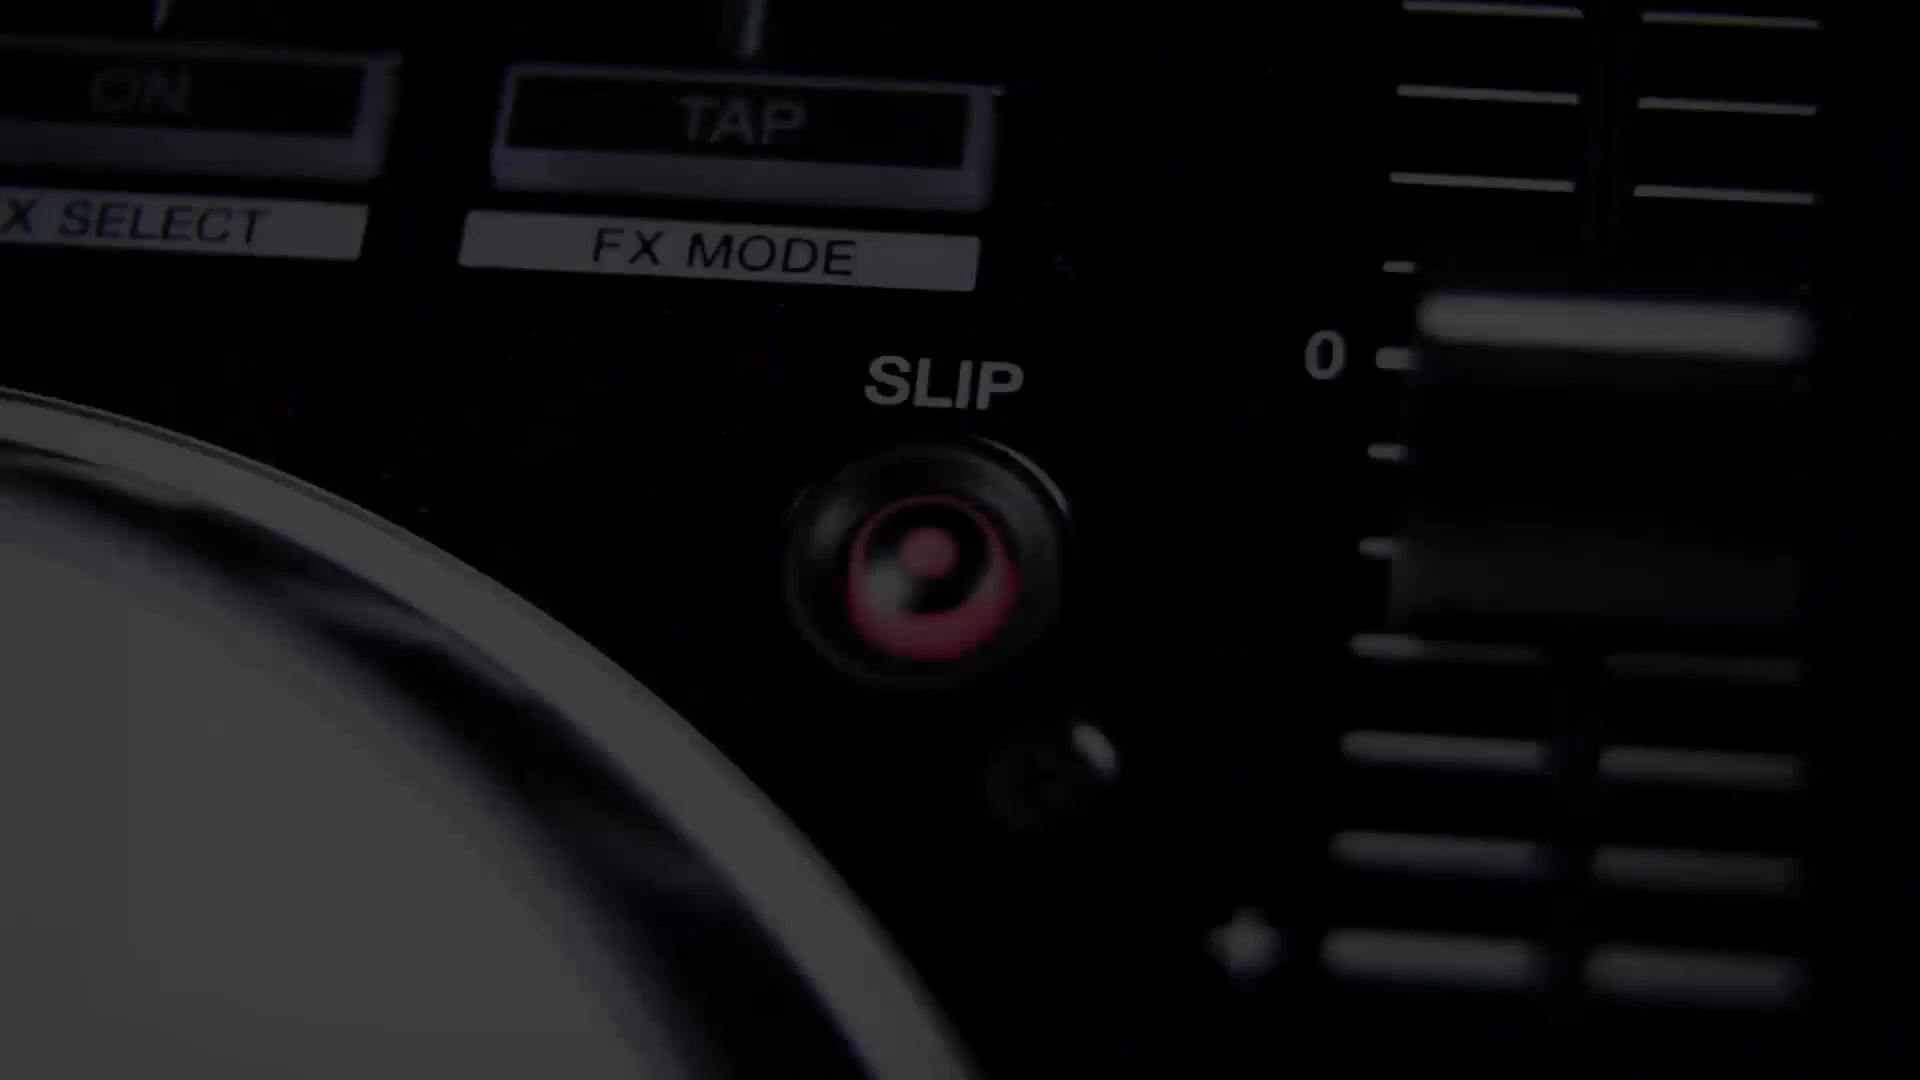 ON
TAP
X SELECT
FX MODE
SLIP
0
+